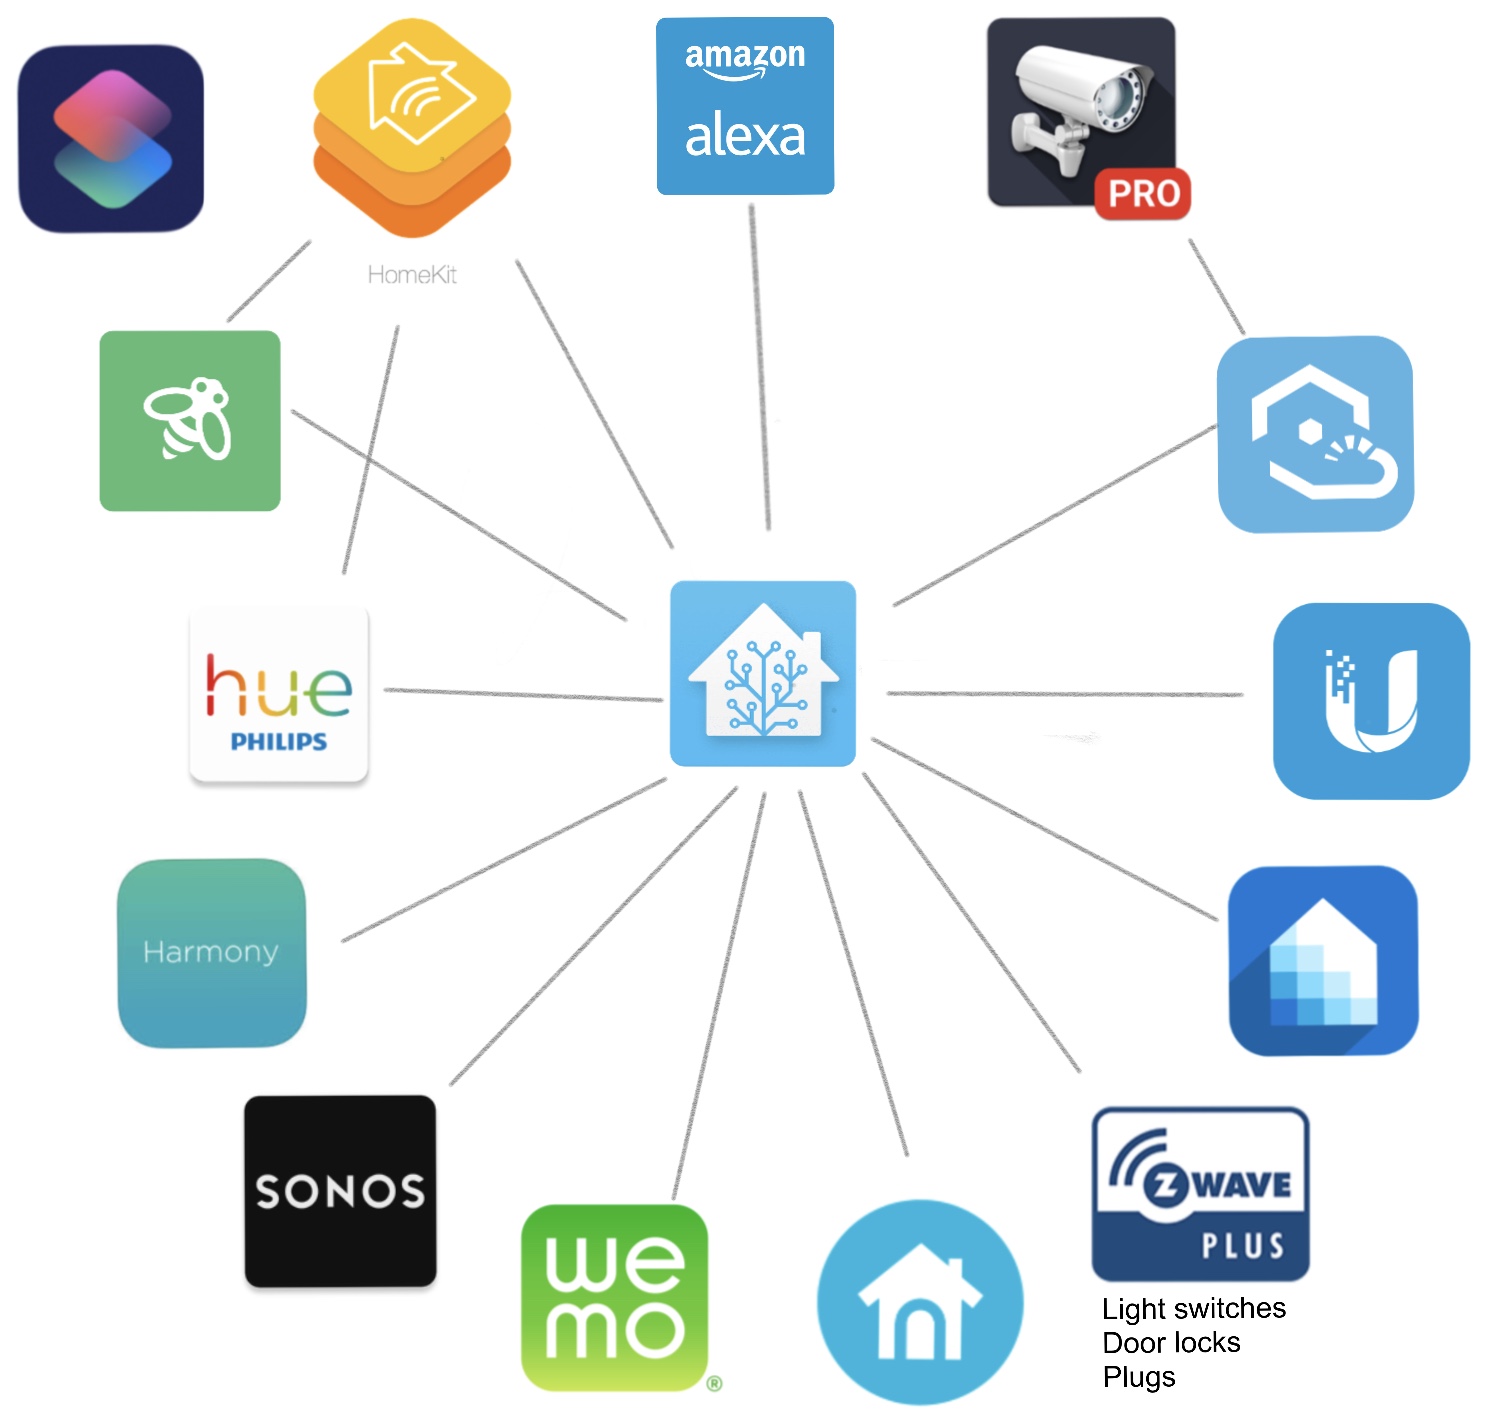 amazon
alexa
PRO
HomeKit
hue
PHILIPS
Harmony
SONOS
we
mo
®
Z WAVE
PLUS
Light switches
Door locks
Plugs